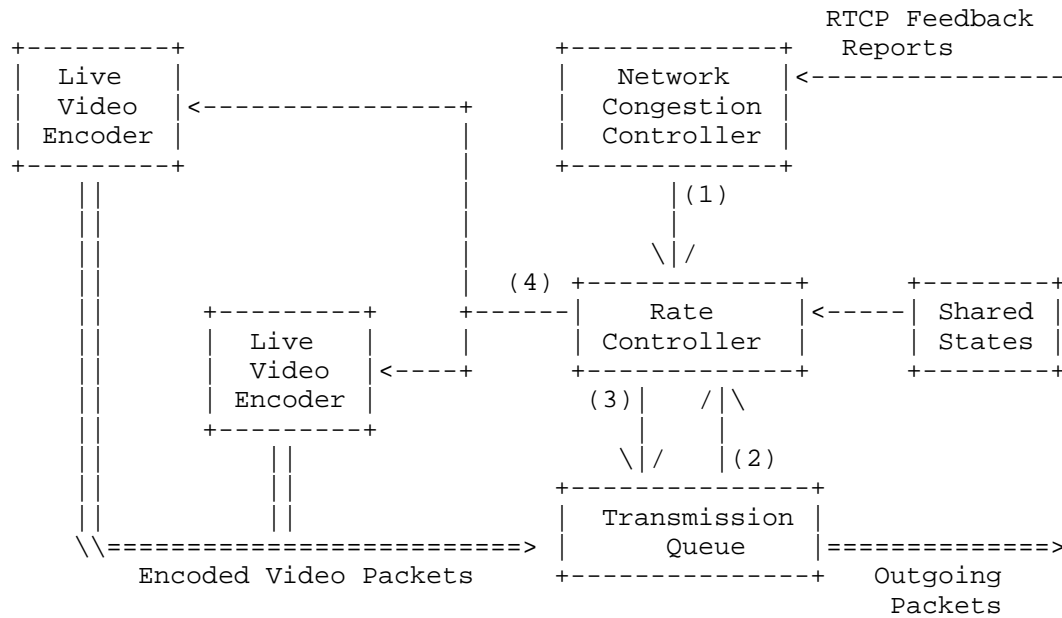 RTCP Feedback
Reports
Live
Video
Encoder
Network
Congestion
Controller
(1)
(4)
Rate
Controller
Shared
States
Live
Video
Encoder
(3)
(2)
Transmission
Queue
Encoded Video Packets
Outgoing
Packets